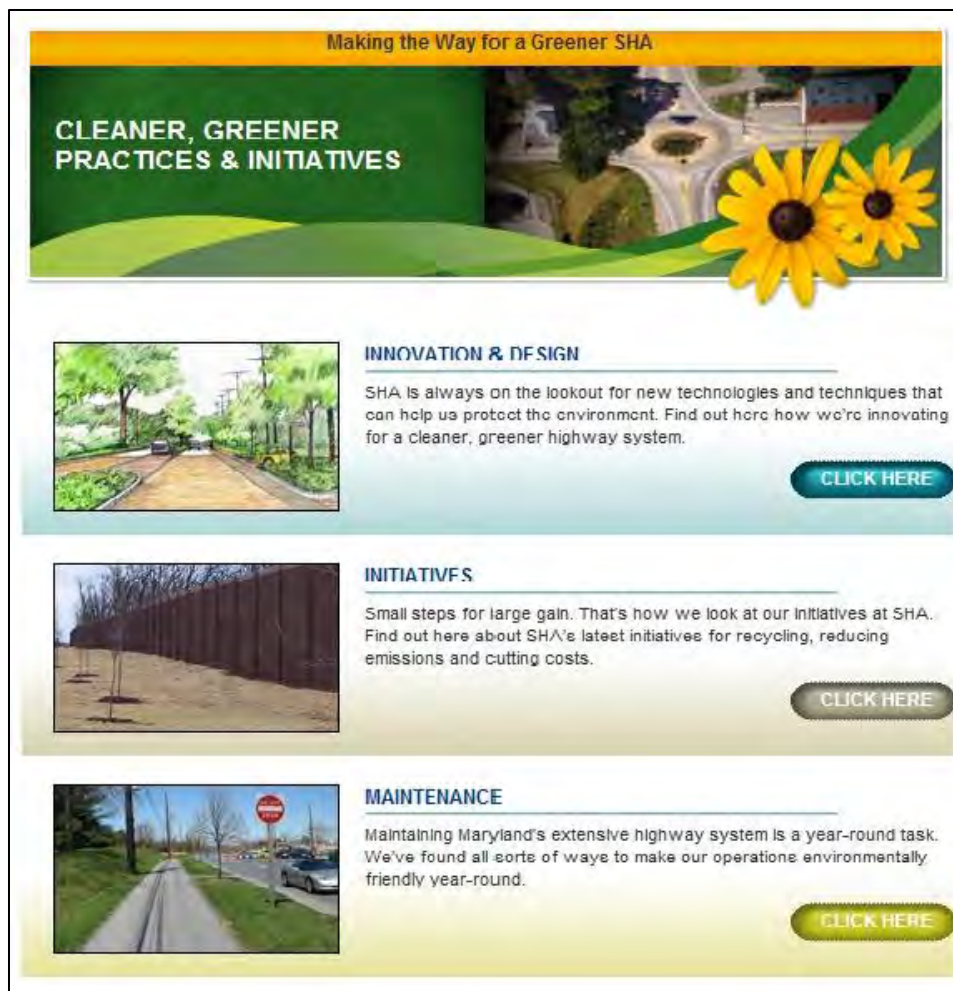 Making the Way for a Greener SHA
CLEANER, GREENER
PRACTICES & INITIATIVES
INNOVATION & DESIGN
SHA is always on the lookout for new technologies and techniques that
can help us protect the environment. Find out here how we're innovating
for a cleaner, greener highway system.
CLICK HERE
INITIATIVES
Small steps for large gain. That's how we look at our initiatives at SHA.
Find out here about SHA's latest initiatives for recycling, reducing
emissions and cutting costs.
CLICK HERE
MAINTENANCE
Maintaining Maryland's extensive highway system is a year-round task.
We've found all sorts of ways to make our operations environmentally
friendly year-round.
CLICK HERE